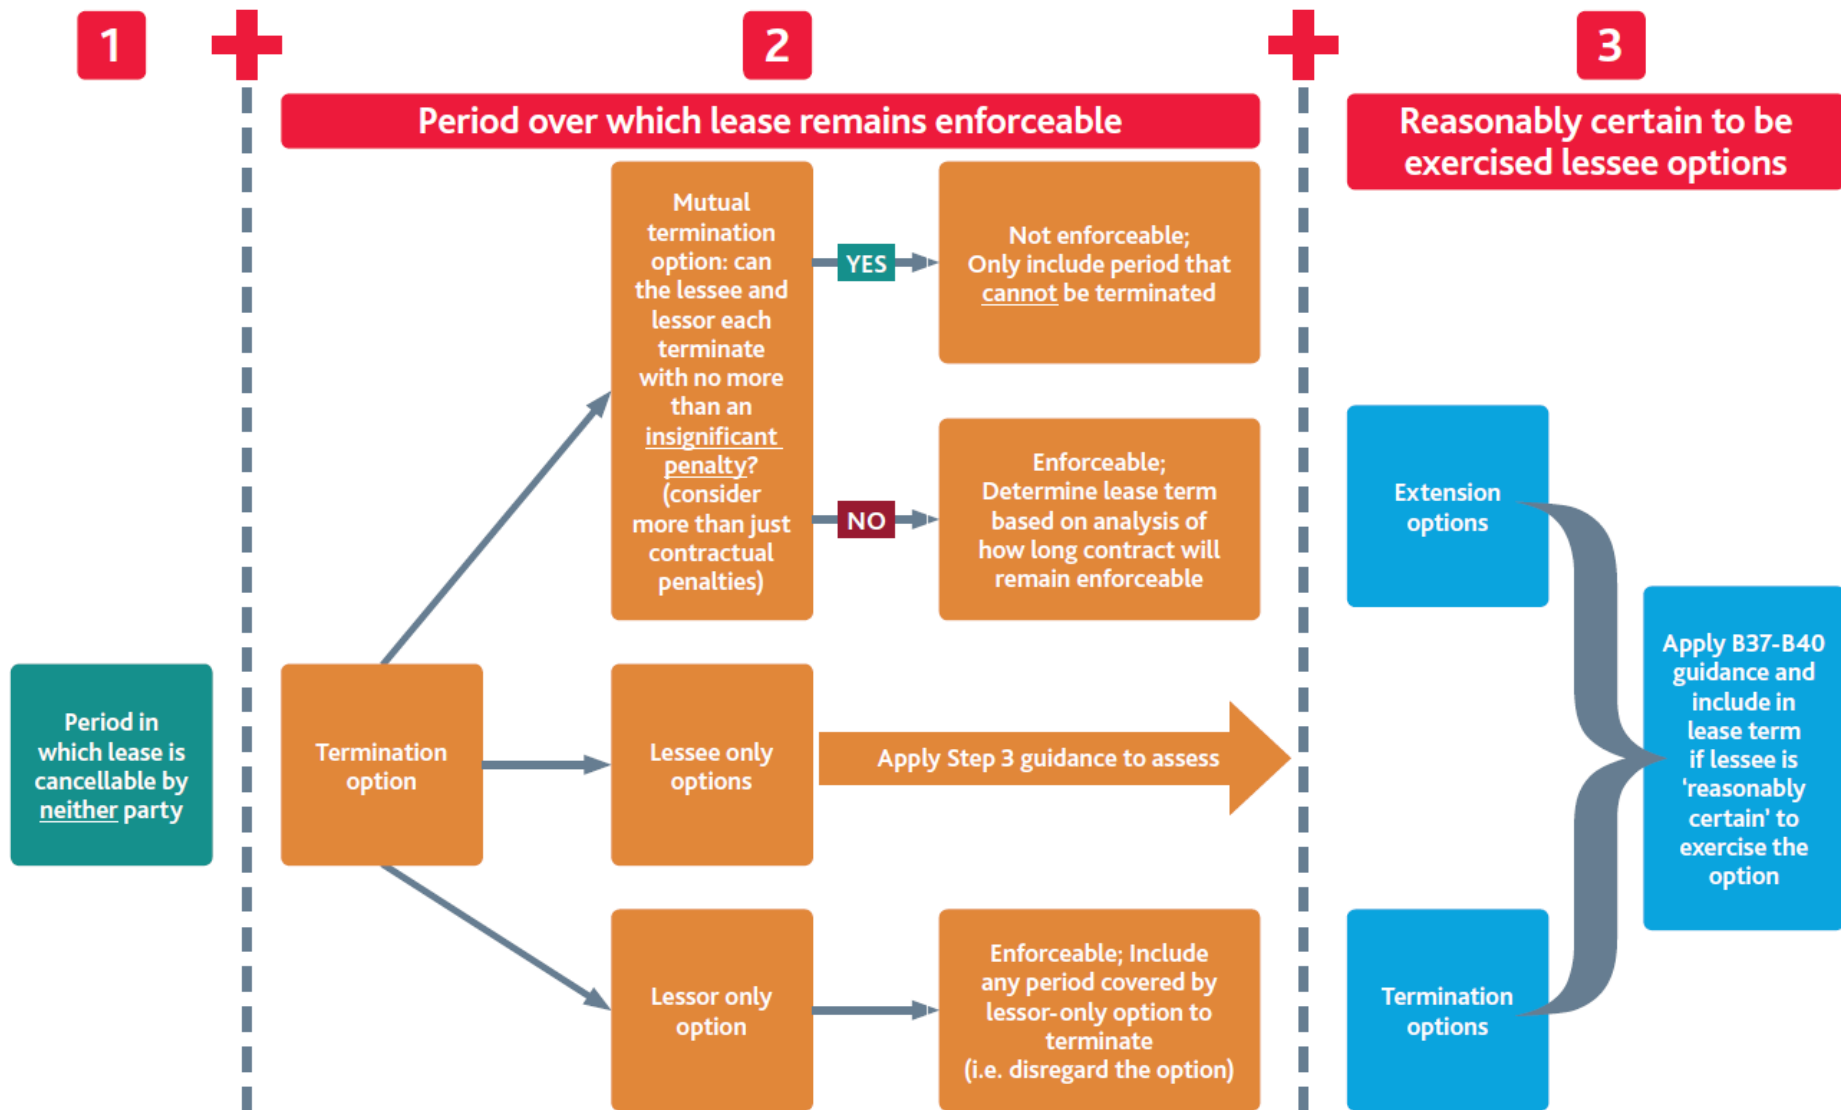 1
2
3
Period over which lease remains enforceable
Reasonably certain to be
exercised lessee options
Period in
which lease is
cancellable by
neither party
Termination
option
Mutual
termination
option: can
the lessee and
lessor each
terminate
with no more
than an
insignificant
penalty?
(consider
more than just
contractual
penalties)
YES
Not enforceable;
Only include period that
cannot be terminated
NO
Enforceable;
Determine lease term
based on analysis of
how long contract will
remain enforceable
Lessee only
options
Apply Step 3 guidance to assess
Lessor only
option
Enforceable; Include
any period covered by
lessor-only option to
terminate
(i.e. disregard the option)
Extension
options
Termination
options
Apply B37-B40
guidance and
include in
lease term
if lessee is
'reasonably
certain' to
exercise the
option